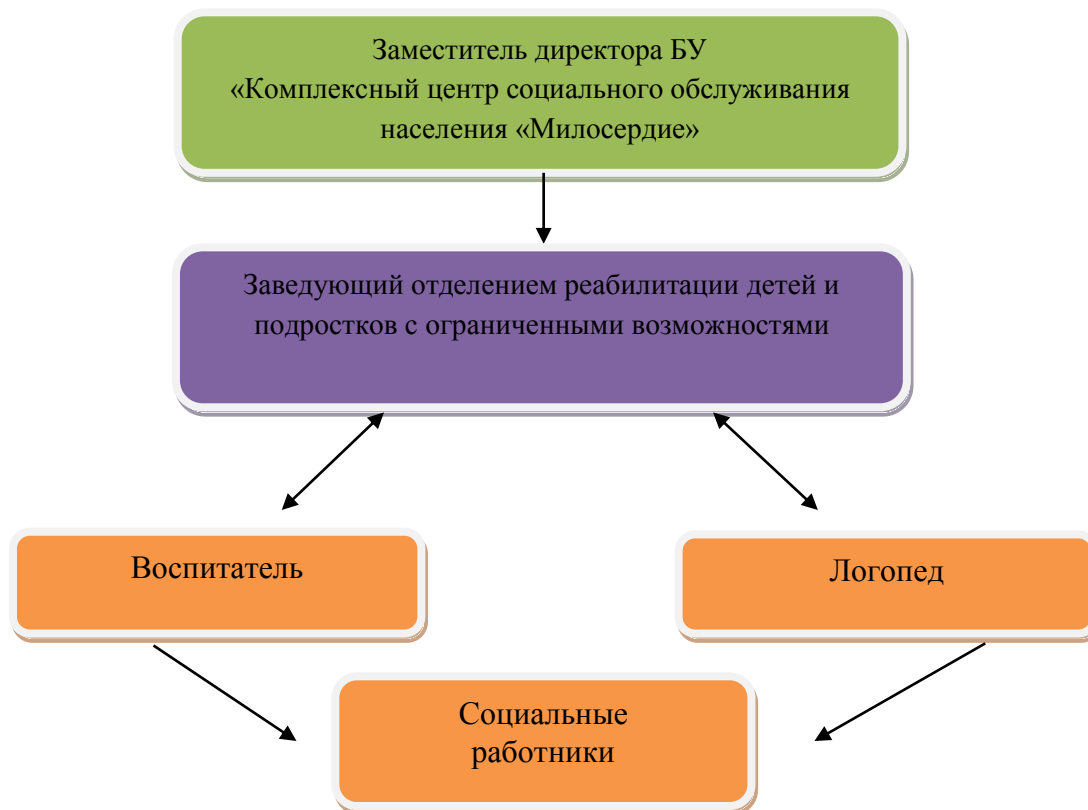 Заместитель директора БУ
«Комплексный центр социального обслуживания
населения «Милосердие»
Заведующий отделением реабилитации детей и
подростков с ограниченными возможностями
Воспитатель
Логопед
Социальные
работники